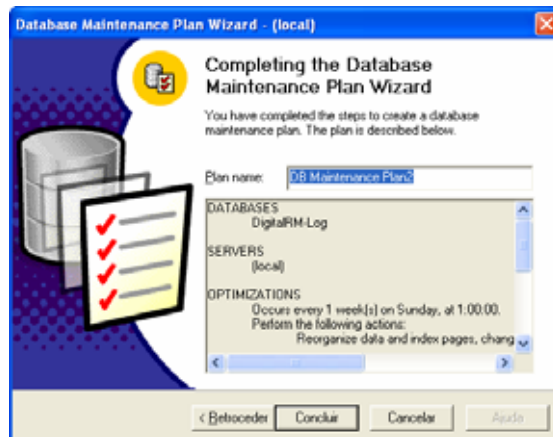 Database Maintenance Plan Wizard - (local)
Completing the Database
Maintenance Plan Wizard
You have completed the steps to create a database
maintenance plan. The plan is described below.
Plan name: DB Maintenance Plan2
DATABASES
DigitalRM-Log
SERVERS
(local)
OPTIMIZATIONS
Occurs every 1 week[s] on Sunday, at 1:00:00.
Perform the following actions:
Reorganize data and index pages, chang
< Retroceder Concluir Cancelar Ajuda